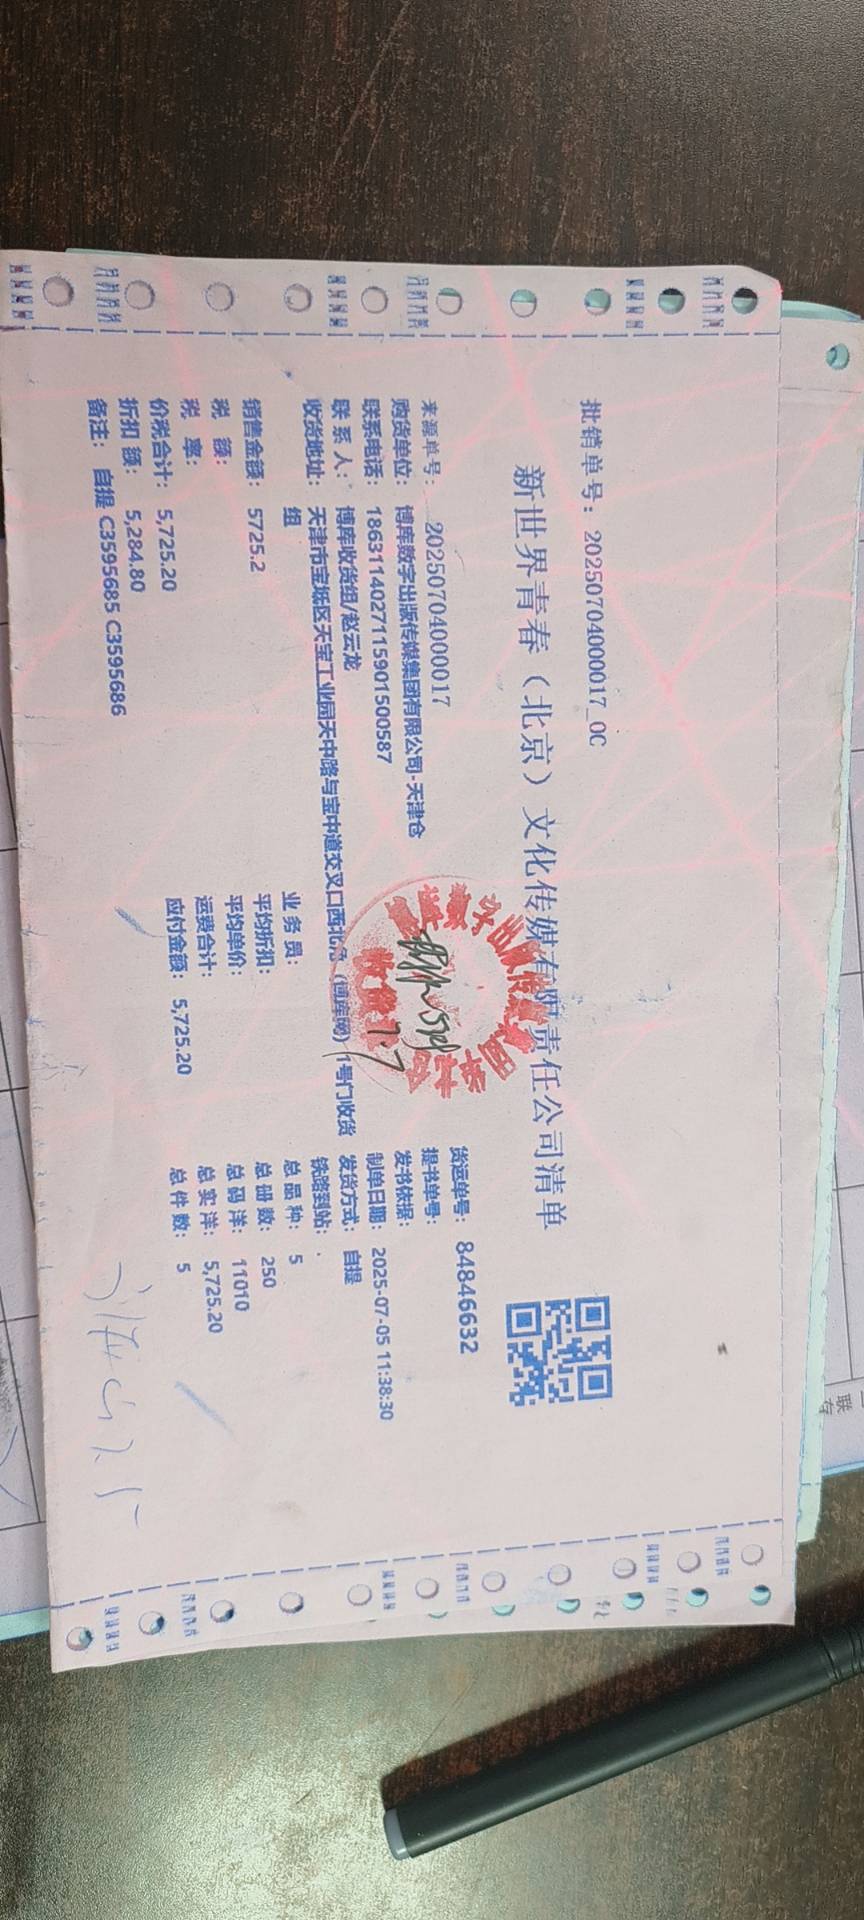 批销单号：20250704000017_0C
新世界青春（北京）文化传媒有限责任公司清单
来源单号：20250704000017
货运单号：84846632
购货单位：博库数字出版传媒集团有限公司-天津仓
提书单号：
联系电话：1863114027115901500587
发书依据：
联 系 人：博库收货组/赵云龙
制单日期：2025-07-05 11:38:30
收货地址：天津市宝坻区天宝工业园天中路与宝中道交叉口西北角（博库网）1号门收货
组
发货方式：自提
铁路到站：.
销售金额：5725.2
业 务 员：
总 品 种：5
税 额：
平均折扣：
总 册 数：250
税 率：
平均单价：
总 码 洋：11010
价税合计：5,725.20
运费合计：
总 实 洋：5,725.20
折扣 额：5,284.80
应付金额：5,725.20
总 件 数：5
备注：自提 C3595685 C3595686
7.7